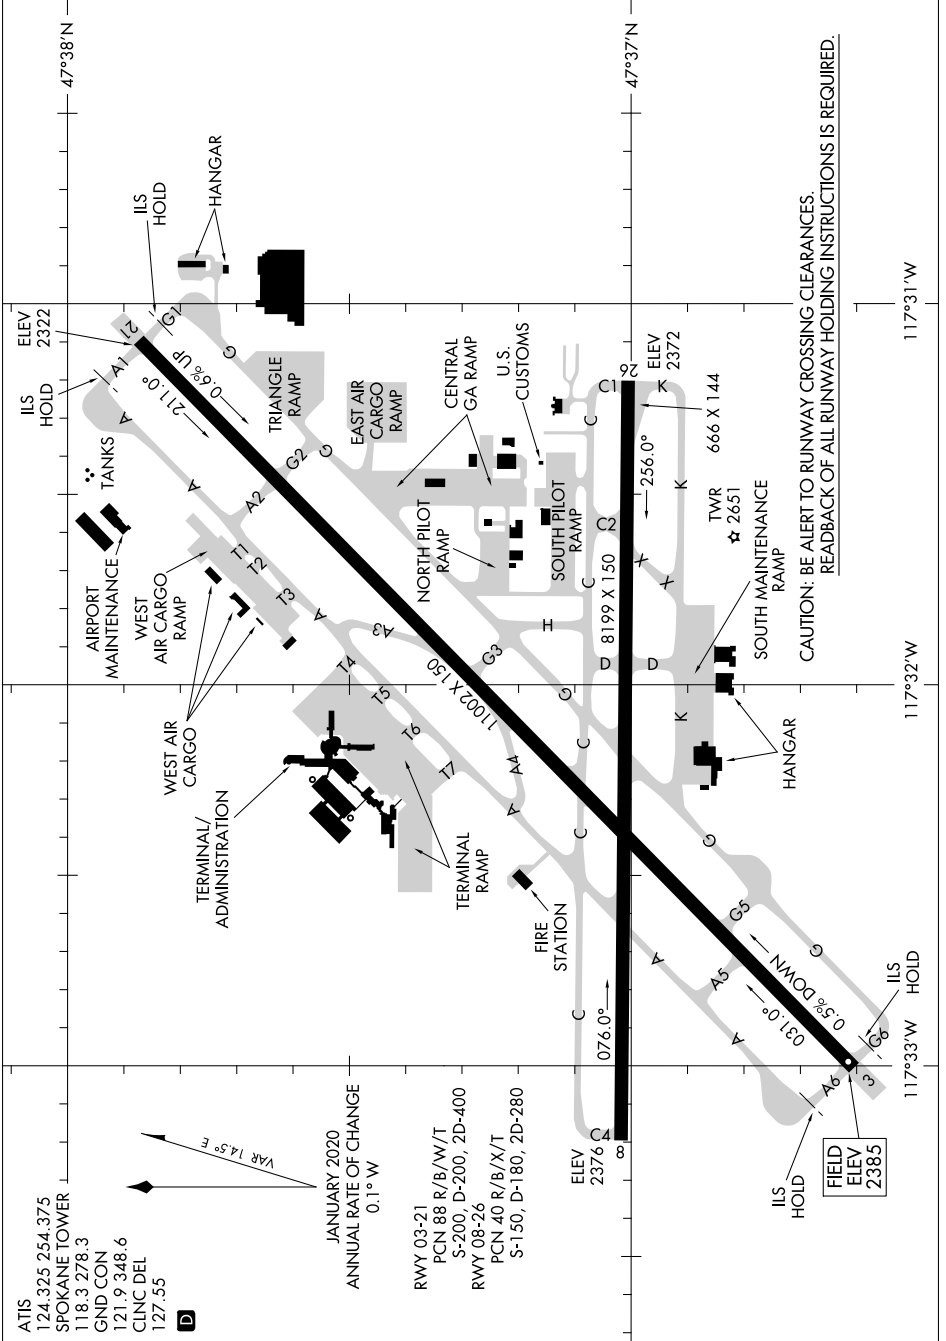 ATIS
124.325 254.375
SPOKANE TOWER
118.3 278.3
GND CON
121.9 348.6
CLNC DEL
127.55
D
VAR 14.5° E
JANUARY 2020
ANNUAL RATE OF CHANGE
0.1° W
RWY 03-21
PCN 88 R/B/W/T
S-200, D-200, 2D-400
RWY 08-26
PCN 40 R/B/X/T
S-150, D-180, 2D-280
47°38'N
47°37'N
117°31'W
117°32'W
117°33'W
ELEV
2322
ILS
HOLD
ILS
HOLD
HANGAR
21
A1
G1
211.0°
0.6% UP
A
G
TANKS
TRIANGLE
RAMP
EAST AIR
CARGO
RAMP
CENTRAL
GA RAMP
U.S.
CUSTOMS
A
A2
G2
G
AIRPORT
MAINTENANCE
WEST
AIR CARGO
RAMP
T1
T2
T3
A
A3
NORTH PILOT
RAMP
SOUTH PILOT
RAMP
WEST AIR
CARGO
T4
T5
T6
T7
11002 X 150
G3
H
G
TERMINAL/
ADMINISTRATION
TERMINAL
RAMP
A4
A
FIRE
STATION
C1
C
26
ELEV
2372
K
666 X 144
256.0°
C2
C
8199 X 150
X
X
K
TWR
2651
D
D
SOUTH MAINTENANCE
RAMP
K
C
C
HANGAR
G
076.0°
C
A
G5
A5
G
A
0.5% DOWN
031.0°
ILS
HOLD
G6
3
A6
ILS
HOLD
C4
8
ELEV
2376
FIELD
ELEV
2385
CAUTION: BE ALERT TO RUNWAY CROSSING CLEARANCES.
READBACK OF ALL RUNWAY HOLDING INSTRUCTIONS IS REQUIRED.